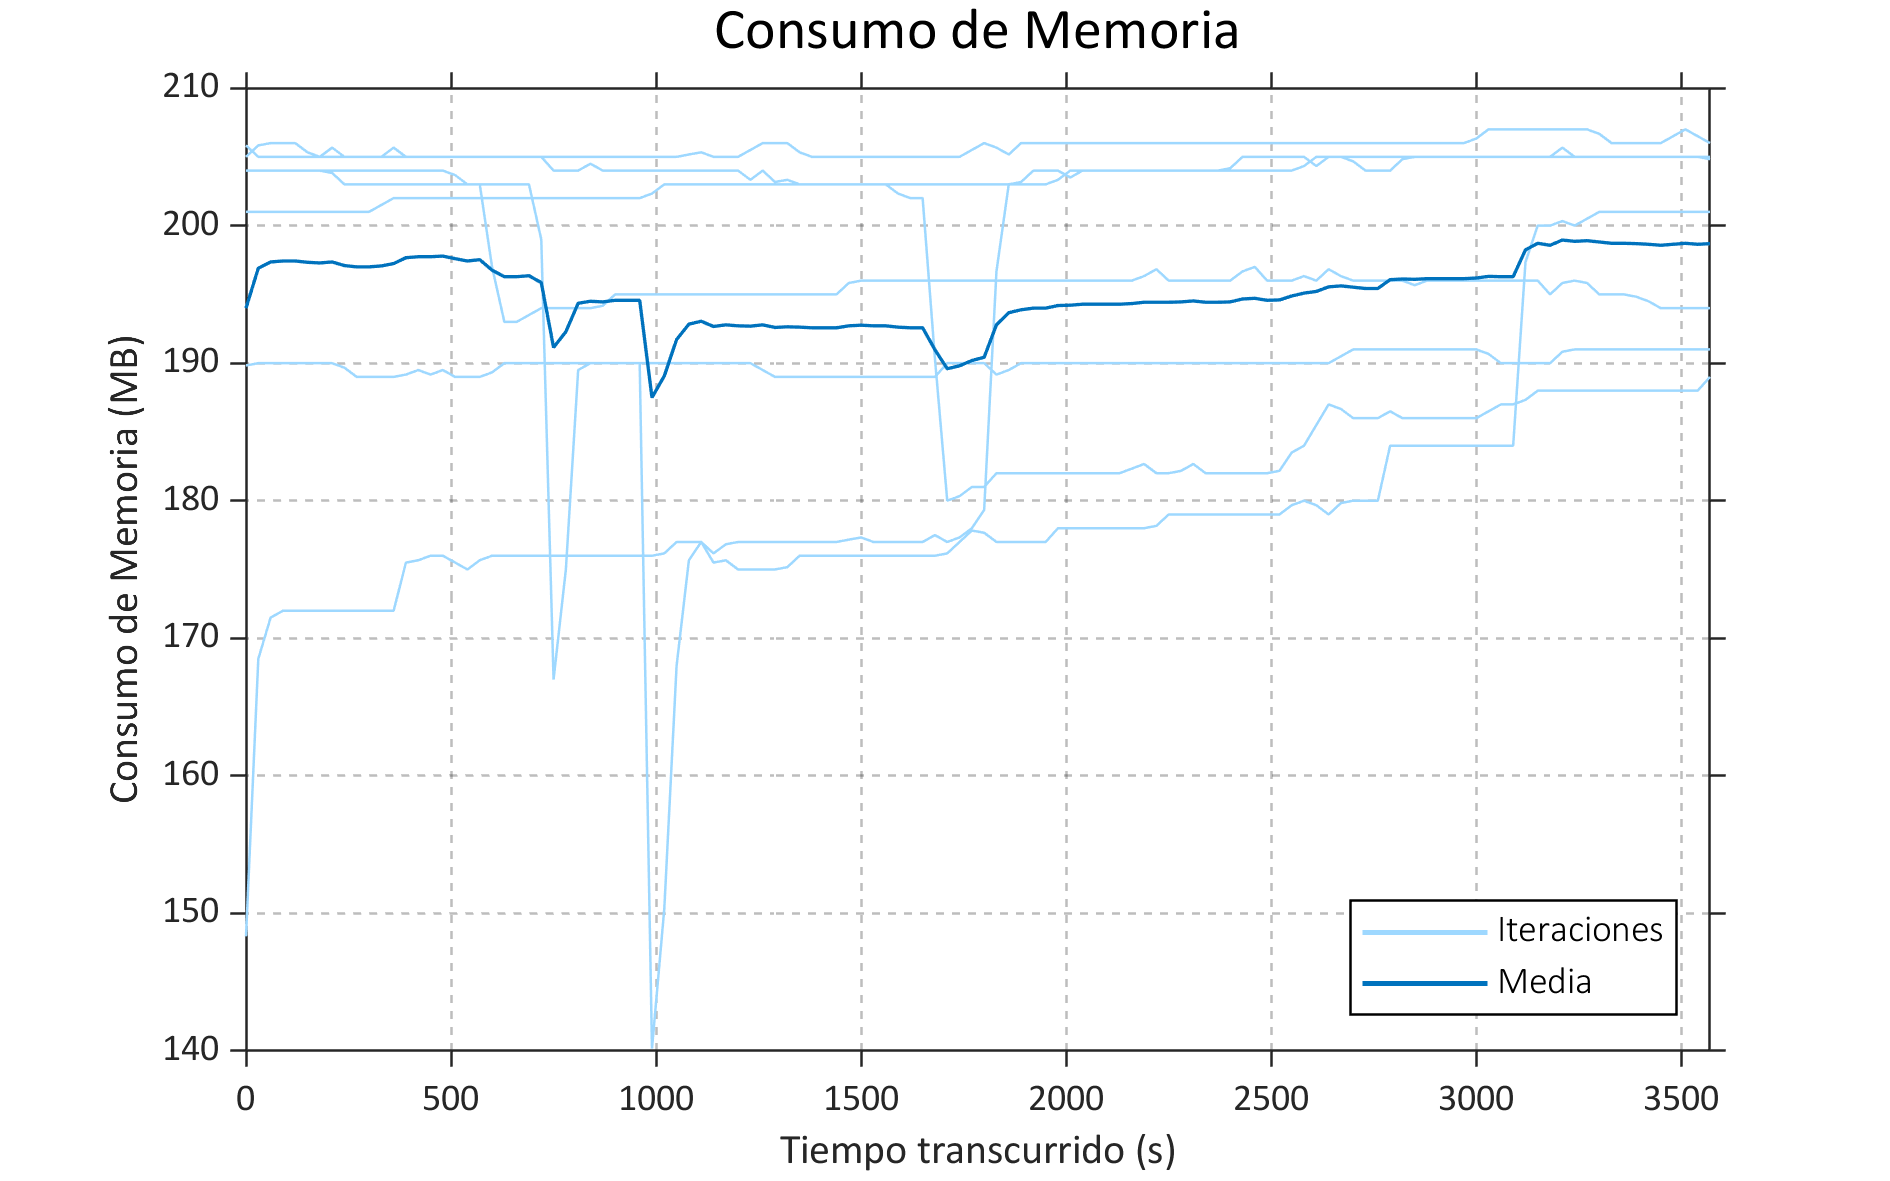 Consumo de Memoria
Consumo de Memoria (MB)
210
200
190
180
170
160
150
140
0 500 1000 1500 2000 2500 3000 3500
Tiempo transcurrido (s)
Iteraciones
Media